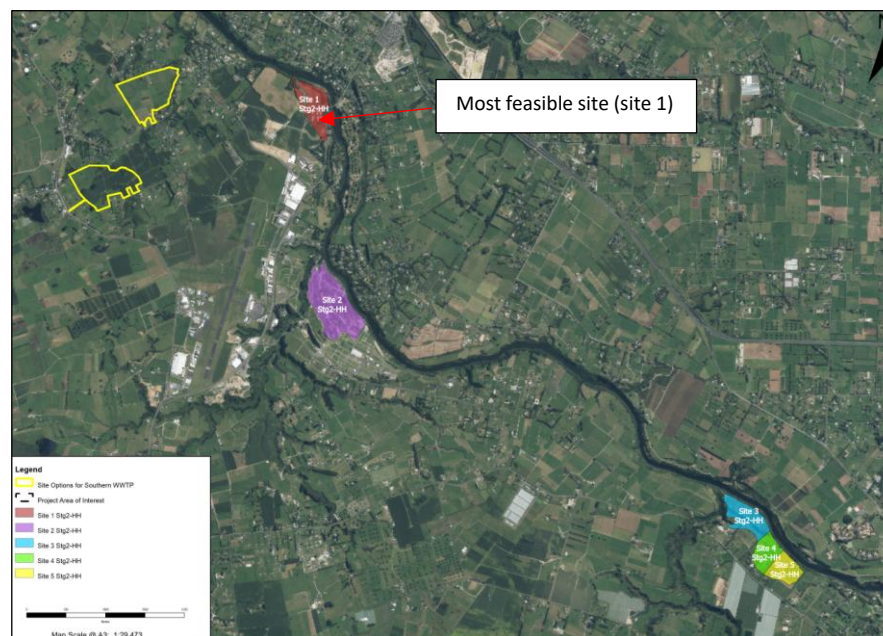 N
Site 1
Stg2-HH
Most feasible site (site 1)
Site 2
Stg2-HH
Site 3
Stg2-HH
Site 4
Stg2-HH
Site 5
Stg2-HH
Legend
Site Options for Southern WWTP
Project Area of Interest
Site 1 Stg2-HH
Site 2 Stg2-HH
Site 3 Stg2-HH
Site 4 Stg2-HH
Site 5 Stg2-HH
Map Scale @ A3: 1:29,473